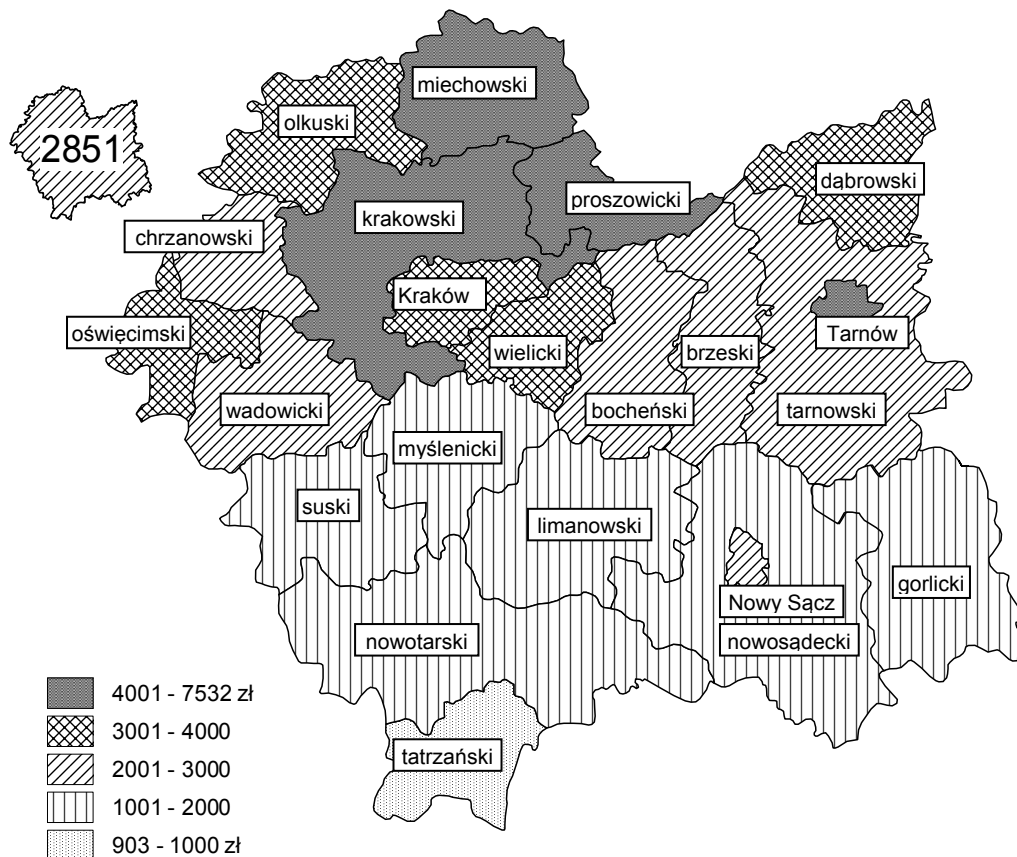 miechowski
olkuski
2851
dąbrowski
proszowicki
krakowski
chrzanowski
Kraków
oświęcimski
wielicki
brzeski
Tarnów
wadowicki
bocheński
tarnowski
myślenicki
suski
limanowski
gorlicki
Nowy Sącz
nowotarski
nowosądecki
4001 - 7532 zł
3001 - 4000
tatrzański
2001 - 3000
1001 - 2000
903 - 1000 zł